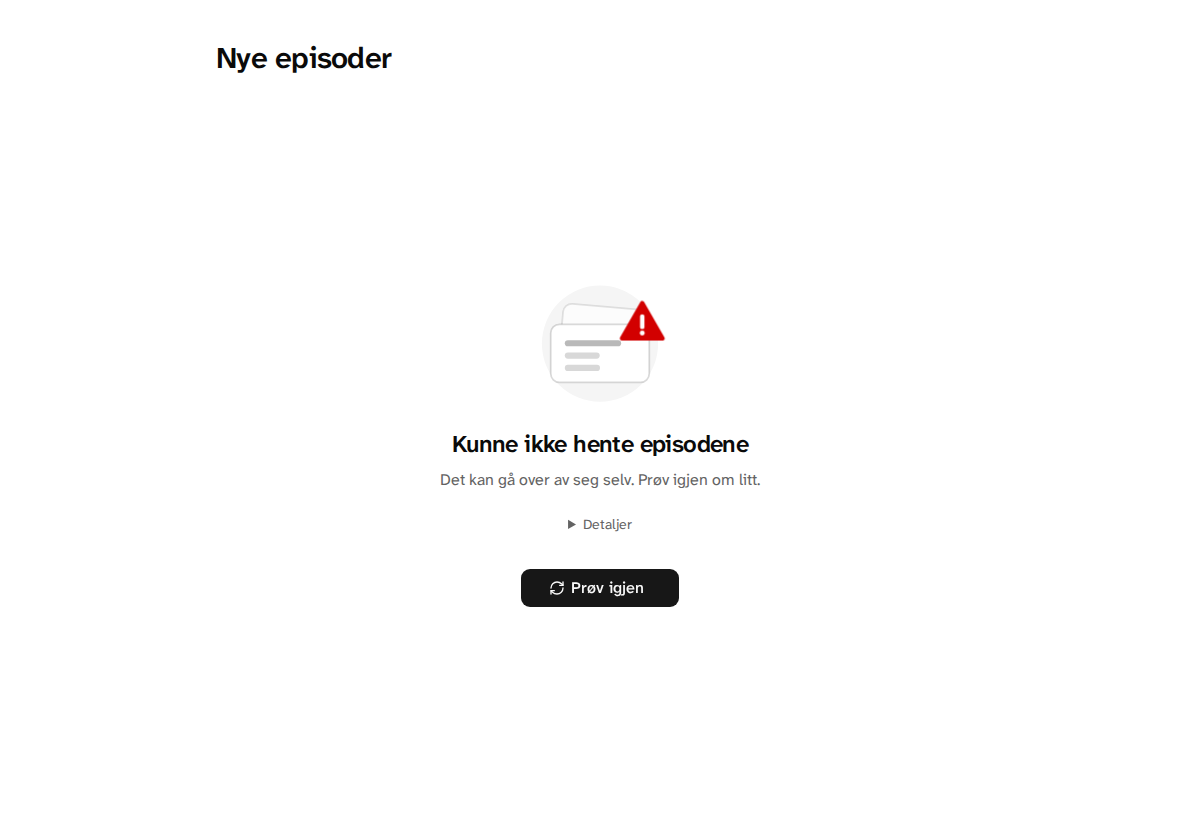 Nye episoder
Kunne ikke hente episodene
Det kan gå over av seg selv. Prøv igjen om litt.
Detaljer
Prøv igjen